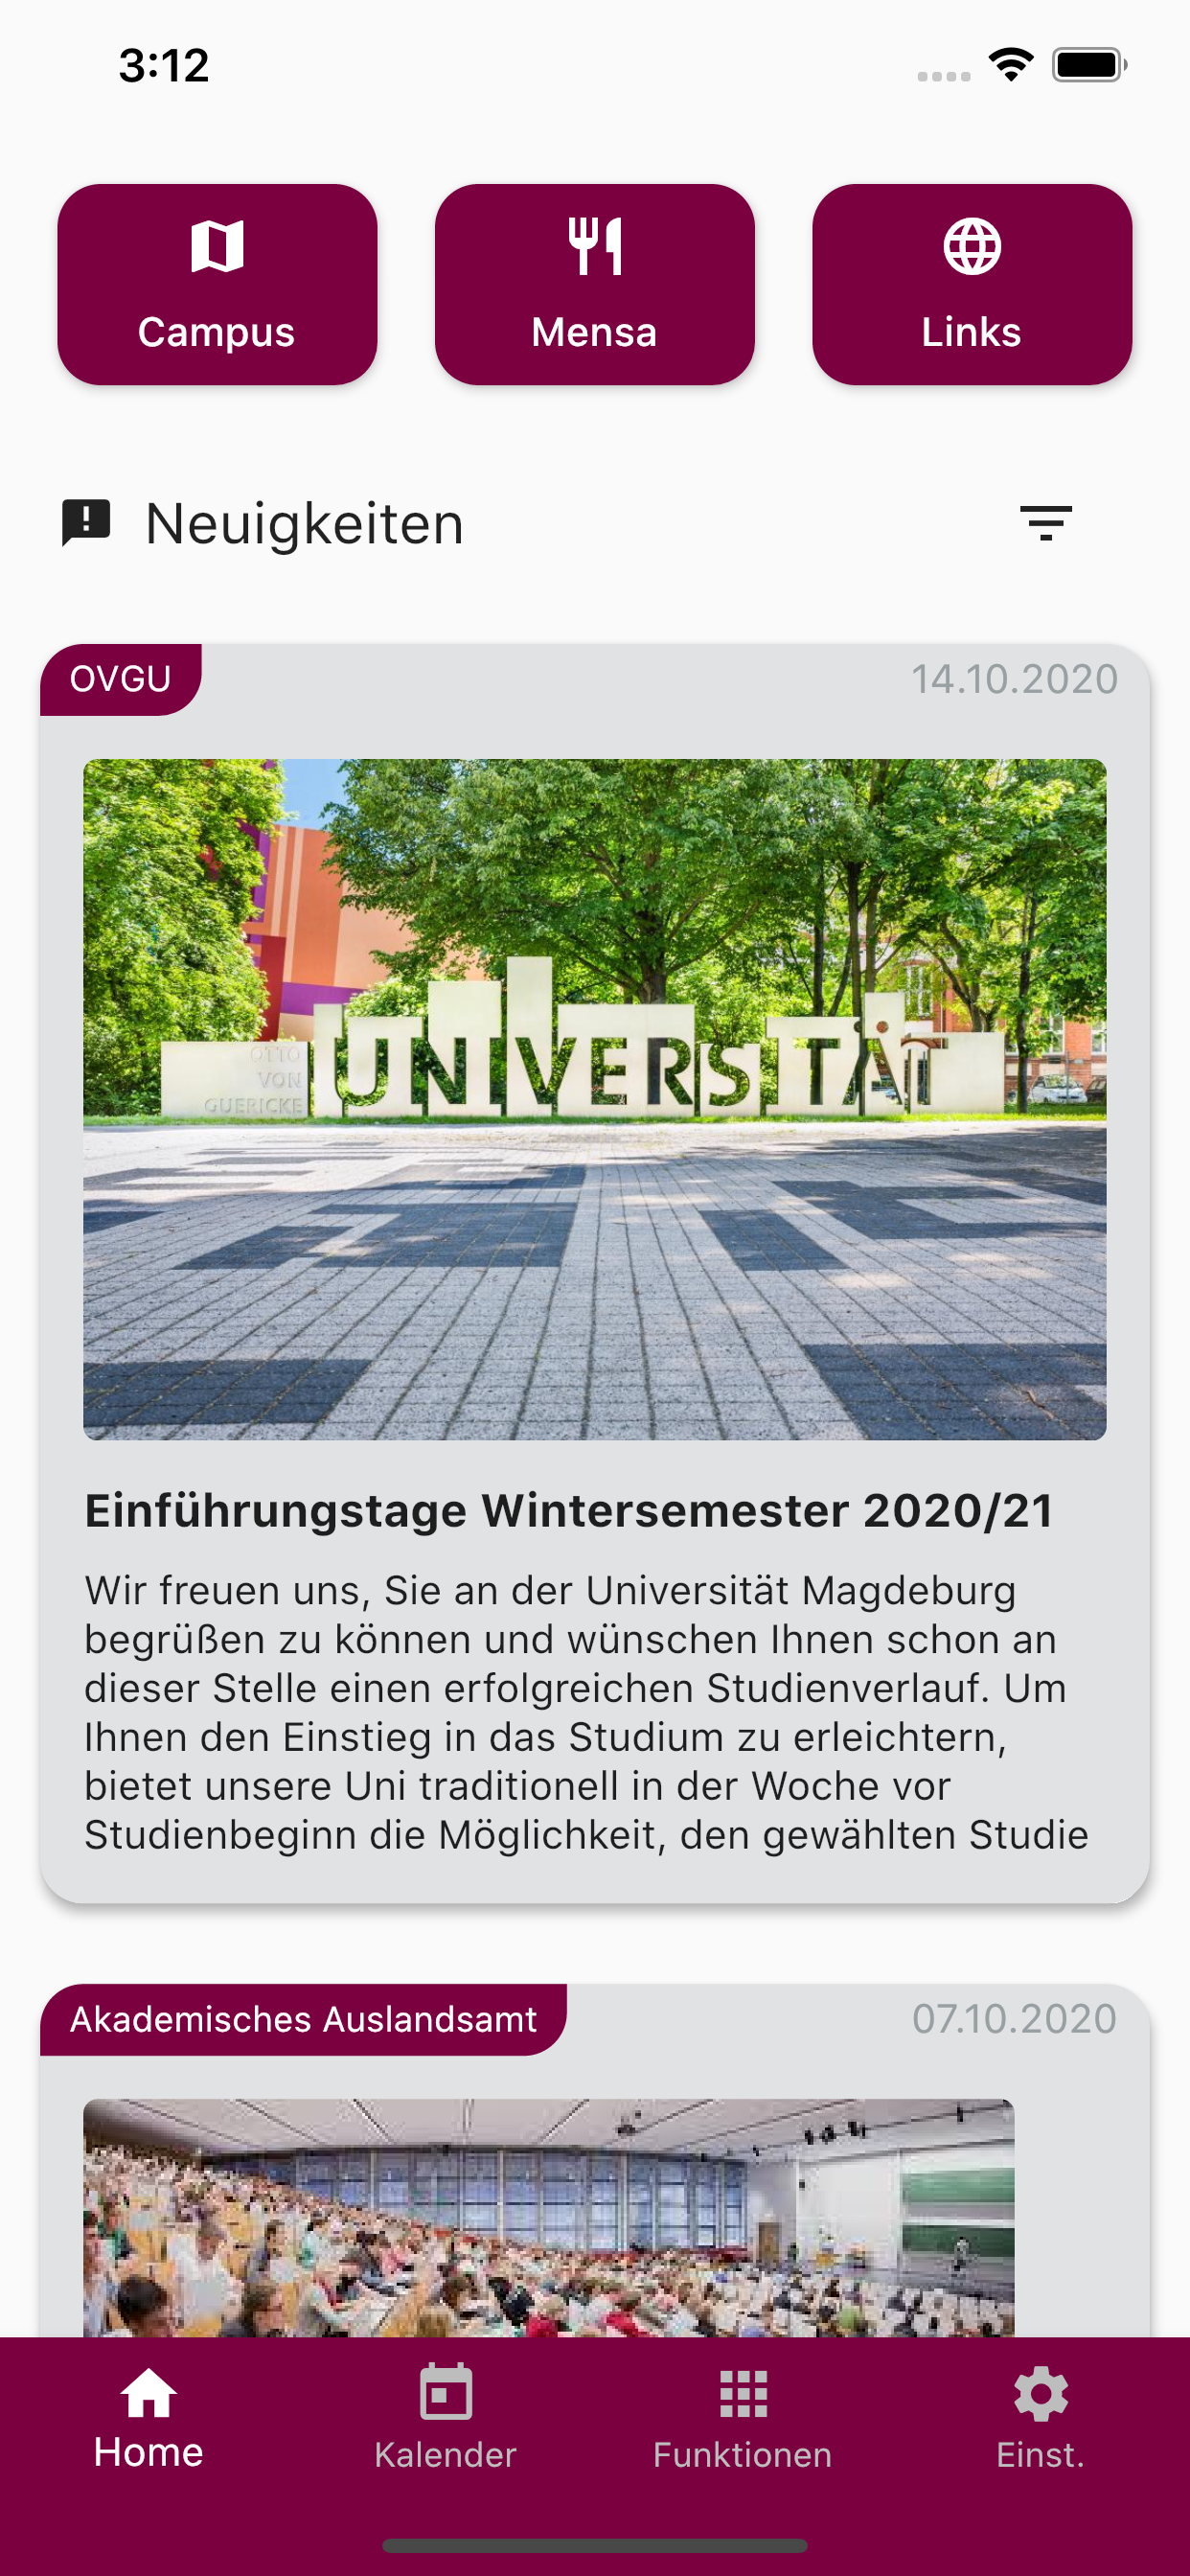 3:12
Campus
Mensa
Links
Neuigkeiten
OVGU
14.10.2020
OTTO
VON
GUERICKE
UNIVERSITÄT
Einführungstage Wintersemester 2020/21
Wir freuen uns, Sie an der Universität Magdeburg
begrüßen zu können und wünschen Ihnen schon an
dieser Stelle einen erfolgreichen Studienverlauf. Um
Ihnen den Einstieg in das Studium zu erleichtern,
bietet unsere Uni traditionell in der Woche vor
Studienbeginn die Möglichkeit, den gewählten Studie
Akademisches Auslandsamt
07.10.2020
Home
Kalender
Funktionen
Einst.